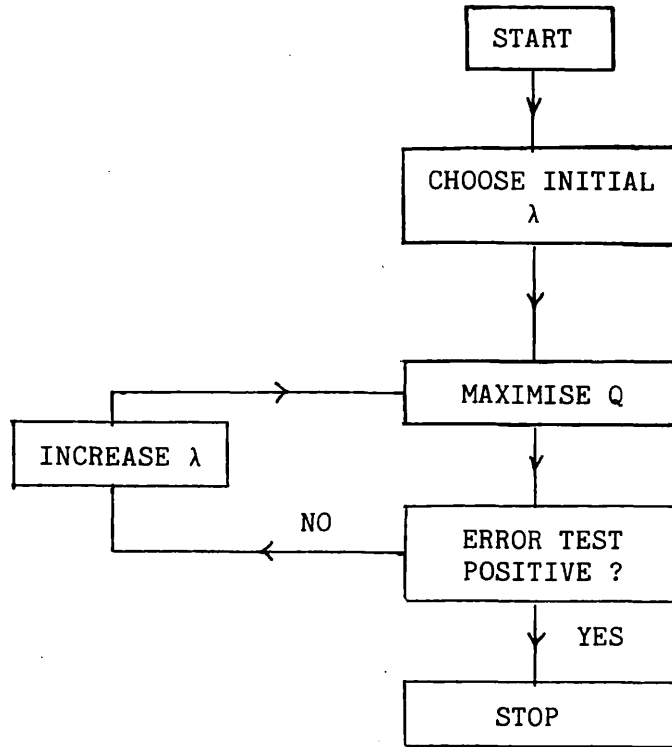 START
CHOOSE INITIAL
λ
MAXIMISE Q
INCREASE λ
NO
ERROR TEST
POSITIVE ?
YES
STOP